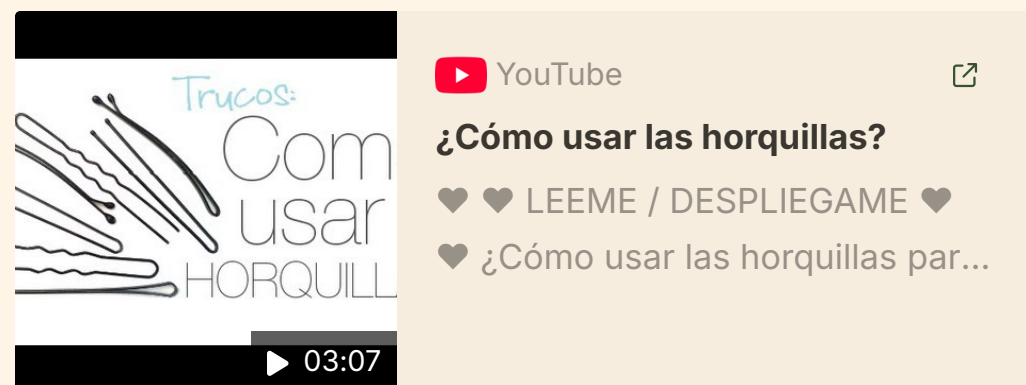 Trucos:
Com
usar
HORQUILL
03:07
YouTube
¿Cómo usar las horquillas?
♥ ♥ LEEME / DESPLIEGAME ♥
♥ ¿Cómo usar las horquillas par...